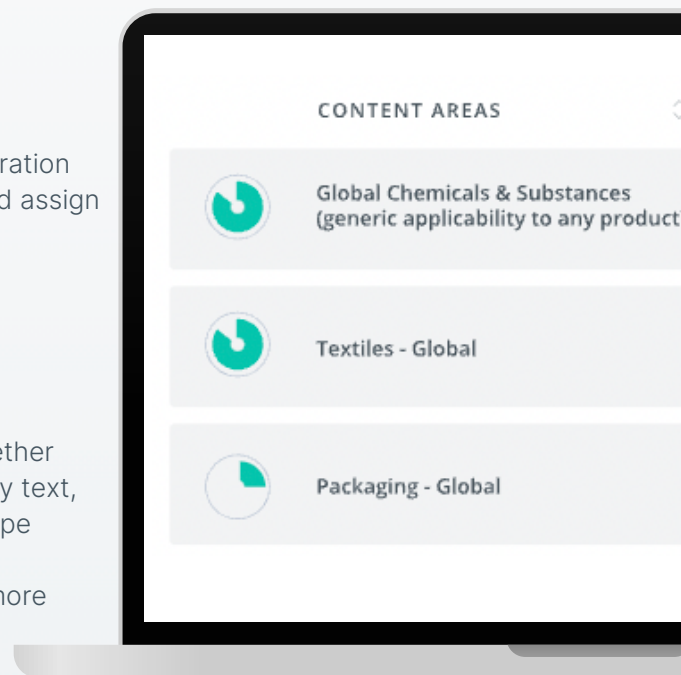 CONTENT AREAS
ration
d assign
Global Chemicals & Substances
(generic applicability to any product
Textiles - Global
ether
y text,
Packaging - Global
pe
nore